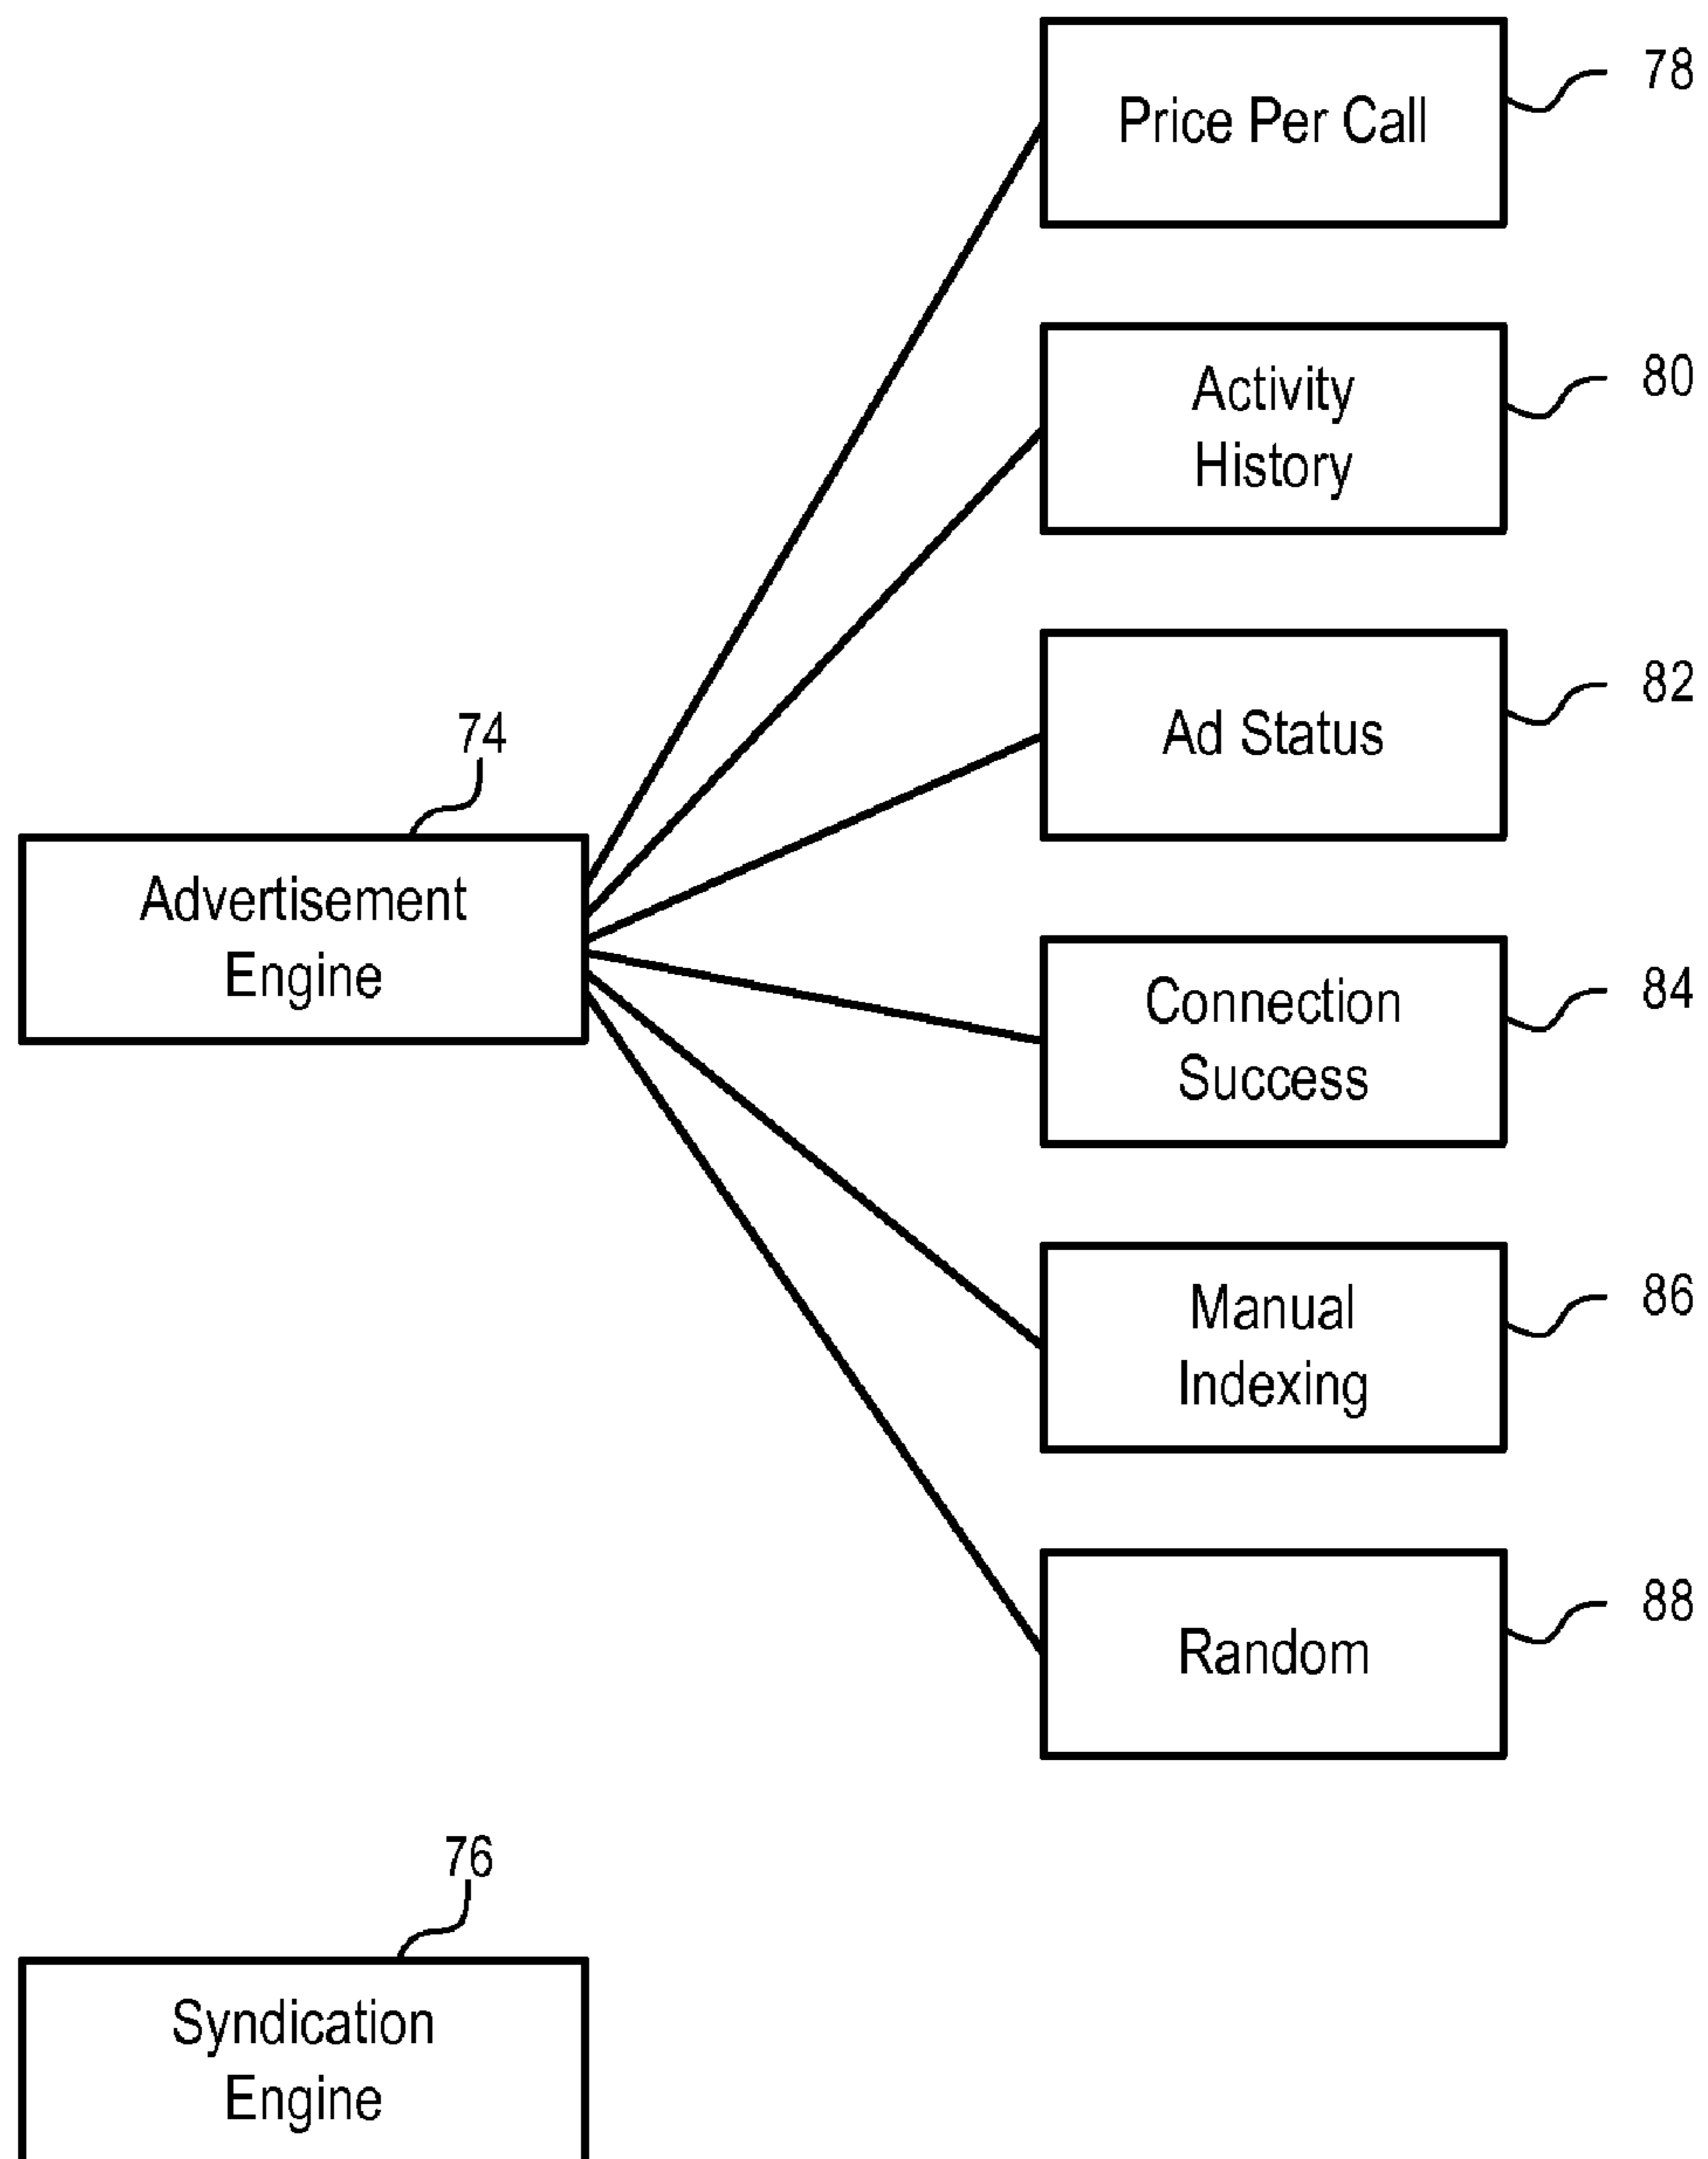 Price Per Call
78
Activity
History
80
Ad Status
82
74
Advertisement
Engine
Connection
Success
84
Manual
Indexing
86
Random
88
76
Syndication
Engine